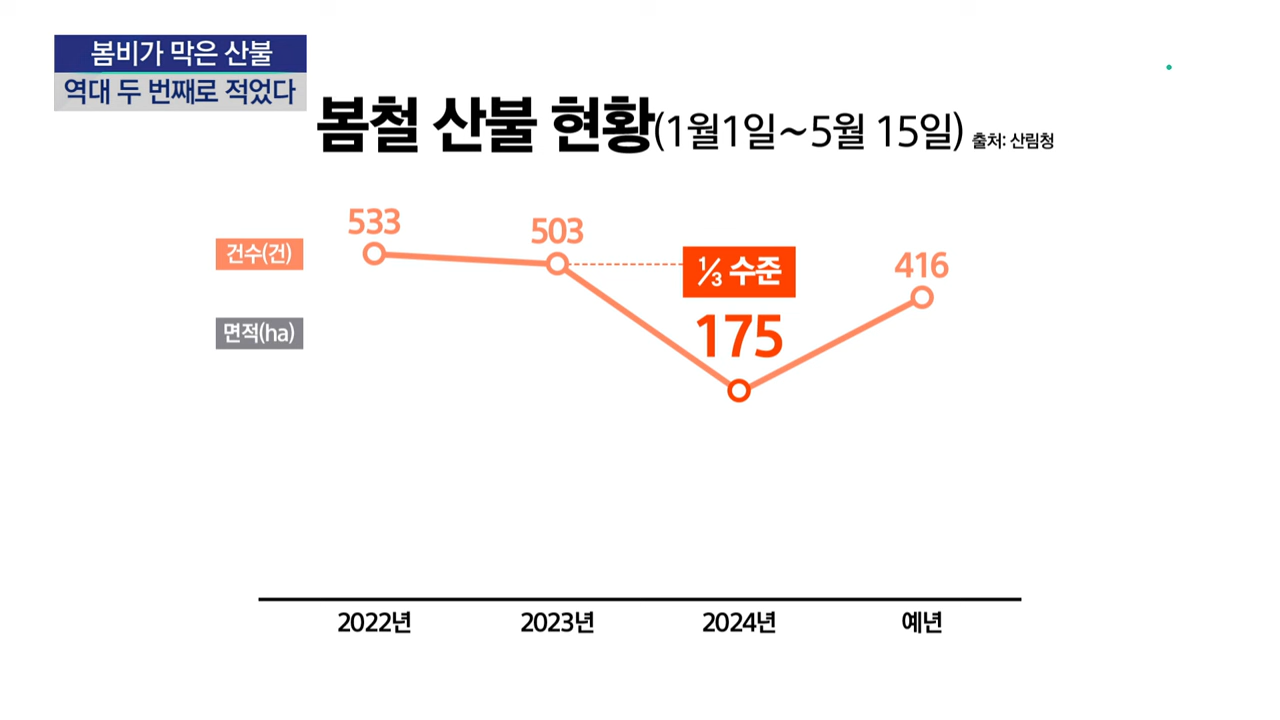 봄비가 막은 산불
역대 두 번째로 적었다
봄철 산불 현황(1월1일~5월 15일) 출처: 산림청
533
503
건수(건)
⅓ 수준
416
175
면적(ha)
2022년
2023년
2024년
예년